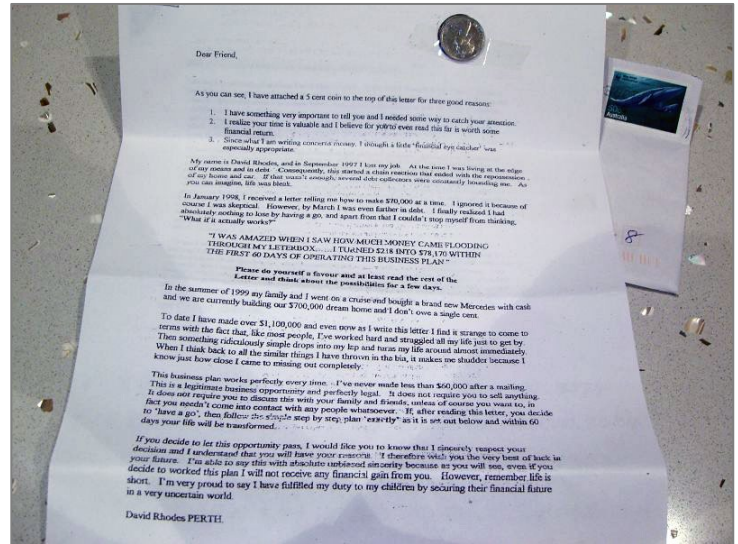 Dear Friend,
As you can see, I have attached a 5 cent coin to the top of this letter for three good reasons:
1. I have something very important to tell you and I needed some way to catch your attention.
2. I realize your time is valuable and I believe for you to even read this far is worth some
financial return.
3. Since what I am writing concerns money, I thought a little "financial eye catcher" was
especially appropriate.
My name is David Rhodes, and in September 1997 I lost my job. At the time I was living at the edge
of my means and in debt. Consequently, this started a chain reaction that ended with the repossession
of my home and car. If that wasn't enough, several debt collectors were constantly hounding me. As
you can imagine, life was bleak.
In January 1998, I received a letter telling me how to make $70,000 at a time. I ignored it because of
course I was skeptical. However, by March I was even farther in debt. I finally realized I had
absolutely nothing to lose by having a go, and apart from that I couldn't stop myself from thinking,
"What if it actually works?"
"I WAS AMAZED WHEN I SAW HOW MUCH MONEY CAME FLOODING
THROUGH MY LETTERBOX......I TURNED $218 INTO $78,170 WITHIN
THE FIRST 60 DAYS OF OPERATING THIS BUSINESS PLAN"
Please do yourself a favour and at least read the rest of the
Letter and think about the possibilities for a few days.
In the summer of 1999 my family and I went on a cruise and bought a brand new Mercedes with cash
and we are currently building our $700,000 dream home and I don't owe a single cent.
To date I have made over $1,100,000 and even now as I write this letter I find it strange to come to
terms with the fact that, like most people, I've worked hard and struggled all my life just to get by.
Then something ridiculously simple drops into my lap and turns my life around almost immediately.
When I think back to all the similar things I have thrown in the bin, it makes me shudder because I
know just how close I came to missing out completely.
This business plan works perfectly every time. I've never made less than $60,000 after a mailing.
This is a legitimate business opportunity and perfectly legal. It does not require you to sell anything.
It does not require you to discuss this with your family and friends, unless of course you want to, in
fact you needn't come into contact with any people whatsoever. If, after reading this letter, you decide
to "have a go", then follow the simple step by step plan "exactly" as it is set out below and within 60
days your life will be transformed.
If you decide to let this opportunity pass, I would like you to know that I sincerely respect your
decision and I understand that you will have your reasons. I therefore wish you the very best of luck in
your future. I'm able to say this with absolute unbiased sincerity because as you will see, even if you
decide to worked this plan I will not receive any financial gain from you. However, remember life is
short. I'm very proud to say I have fulfilled my duty to my children by securing their financial future
in a very uncertain world.
David Rhodes PERTH.
Australia
8